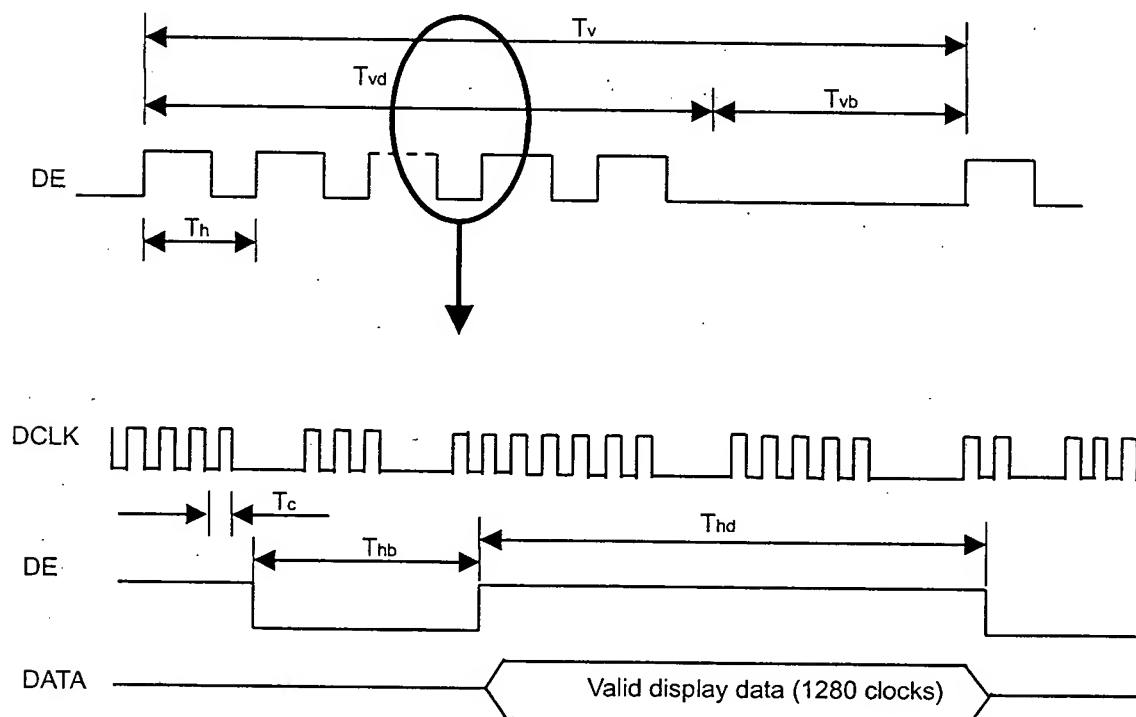 Tv
Tvd
Tvb
DE
Th
DCLK
Tc
Thd
Thb
DE
DATA
Valid display data (1280 clocks)